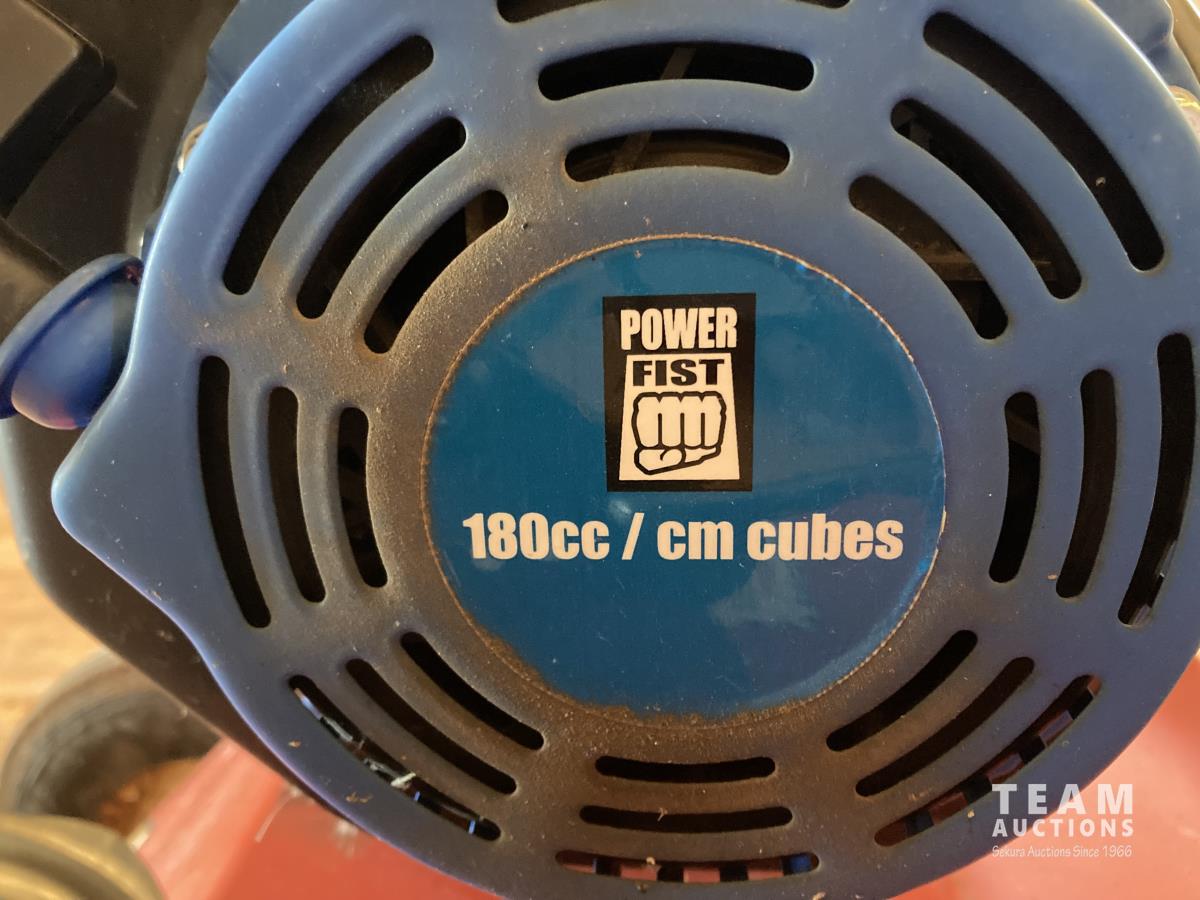 POWER
FIST
180cc / cm cubes
TEAM
AUCTIONS
Sekura Auctions Since 1966